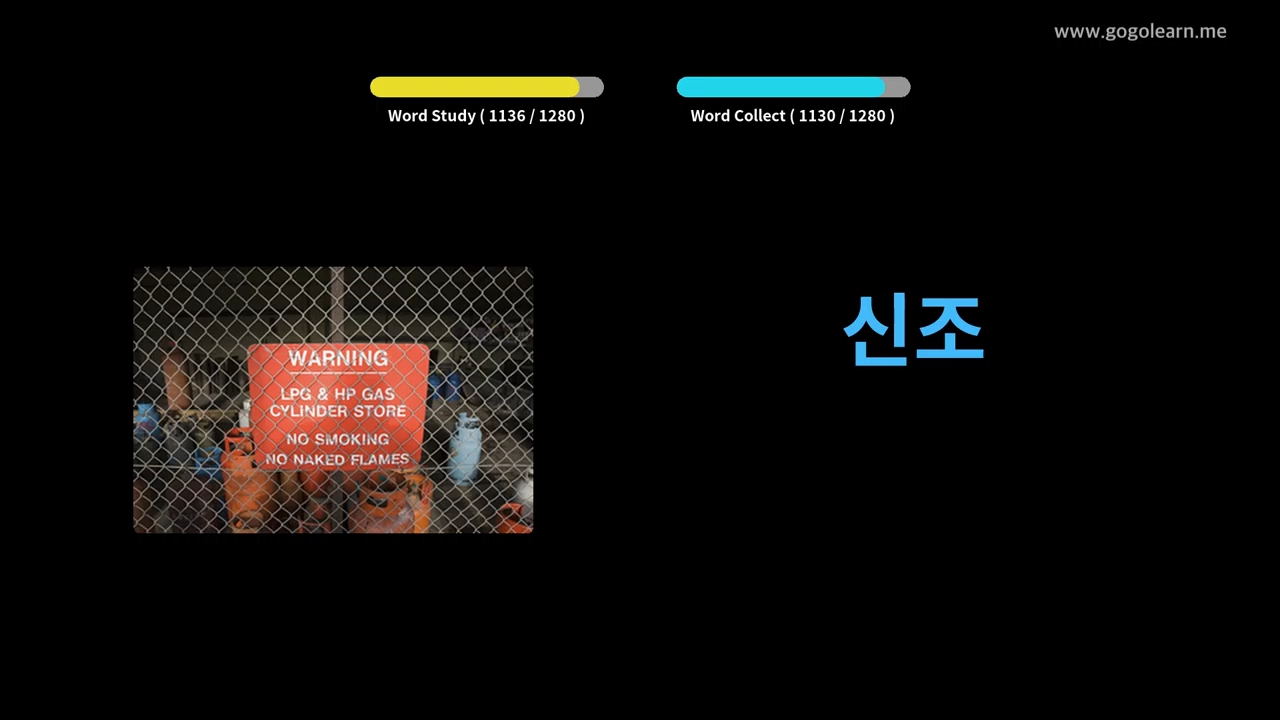 www.gogolearn.me
Word Study ( 1136 / 1280 )
Word Collect ( 1130 / 1280 )
WARNING
LPG & HP GAS
CYLINDER STORE
NO SMOKING
NO NAKED FLAMES
신조